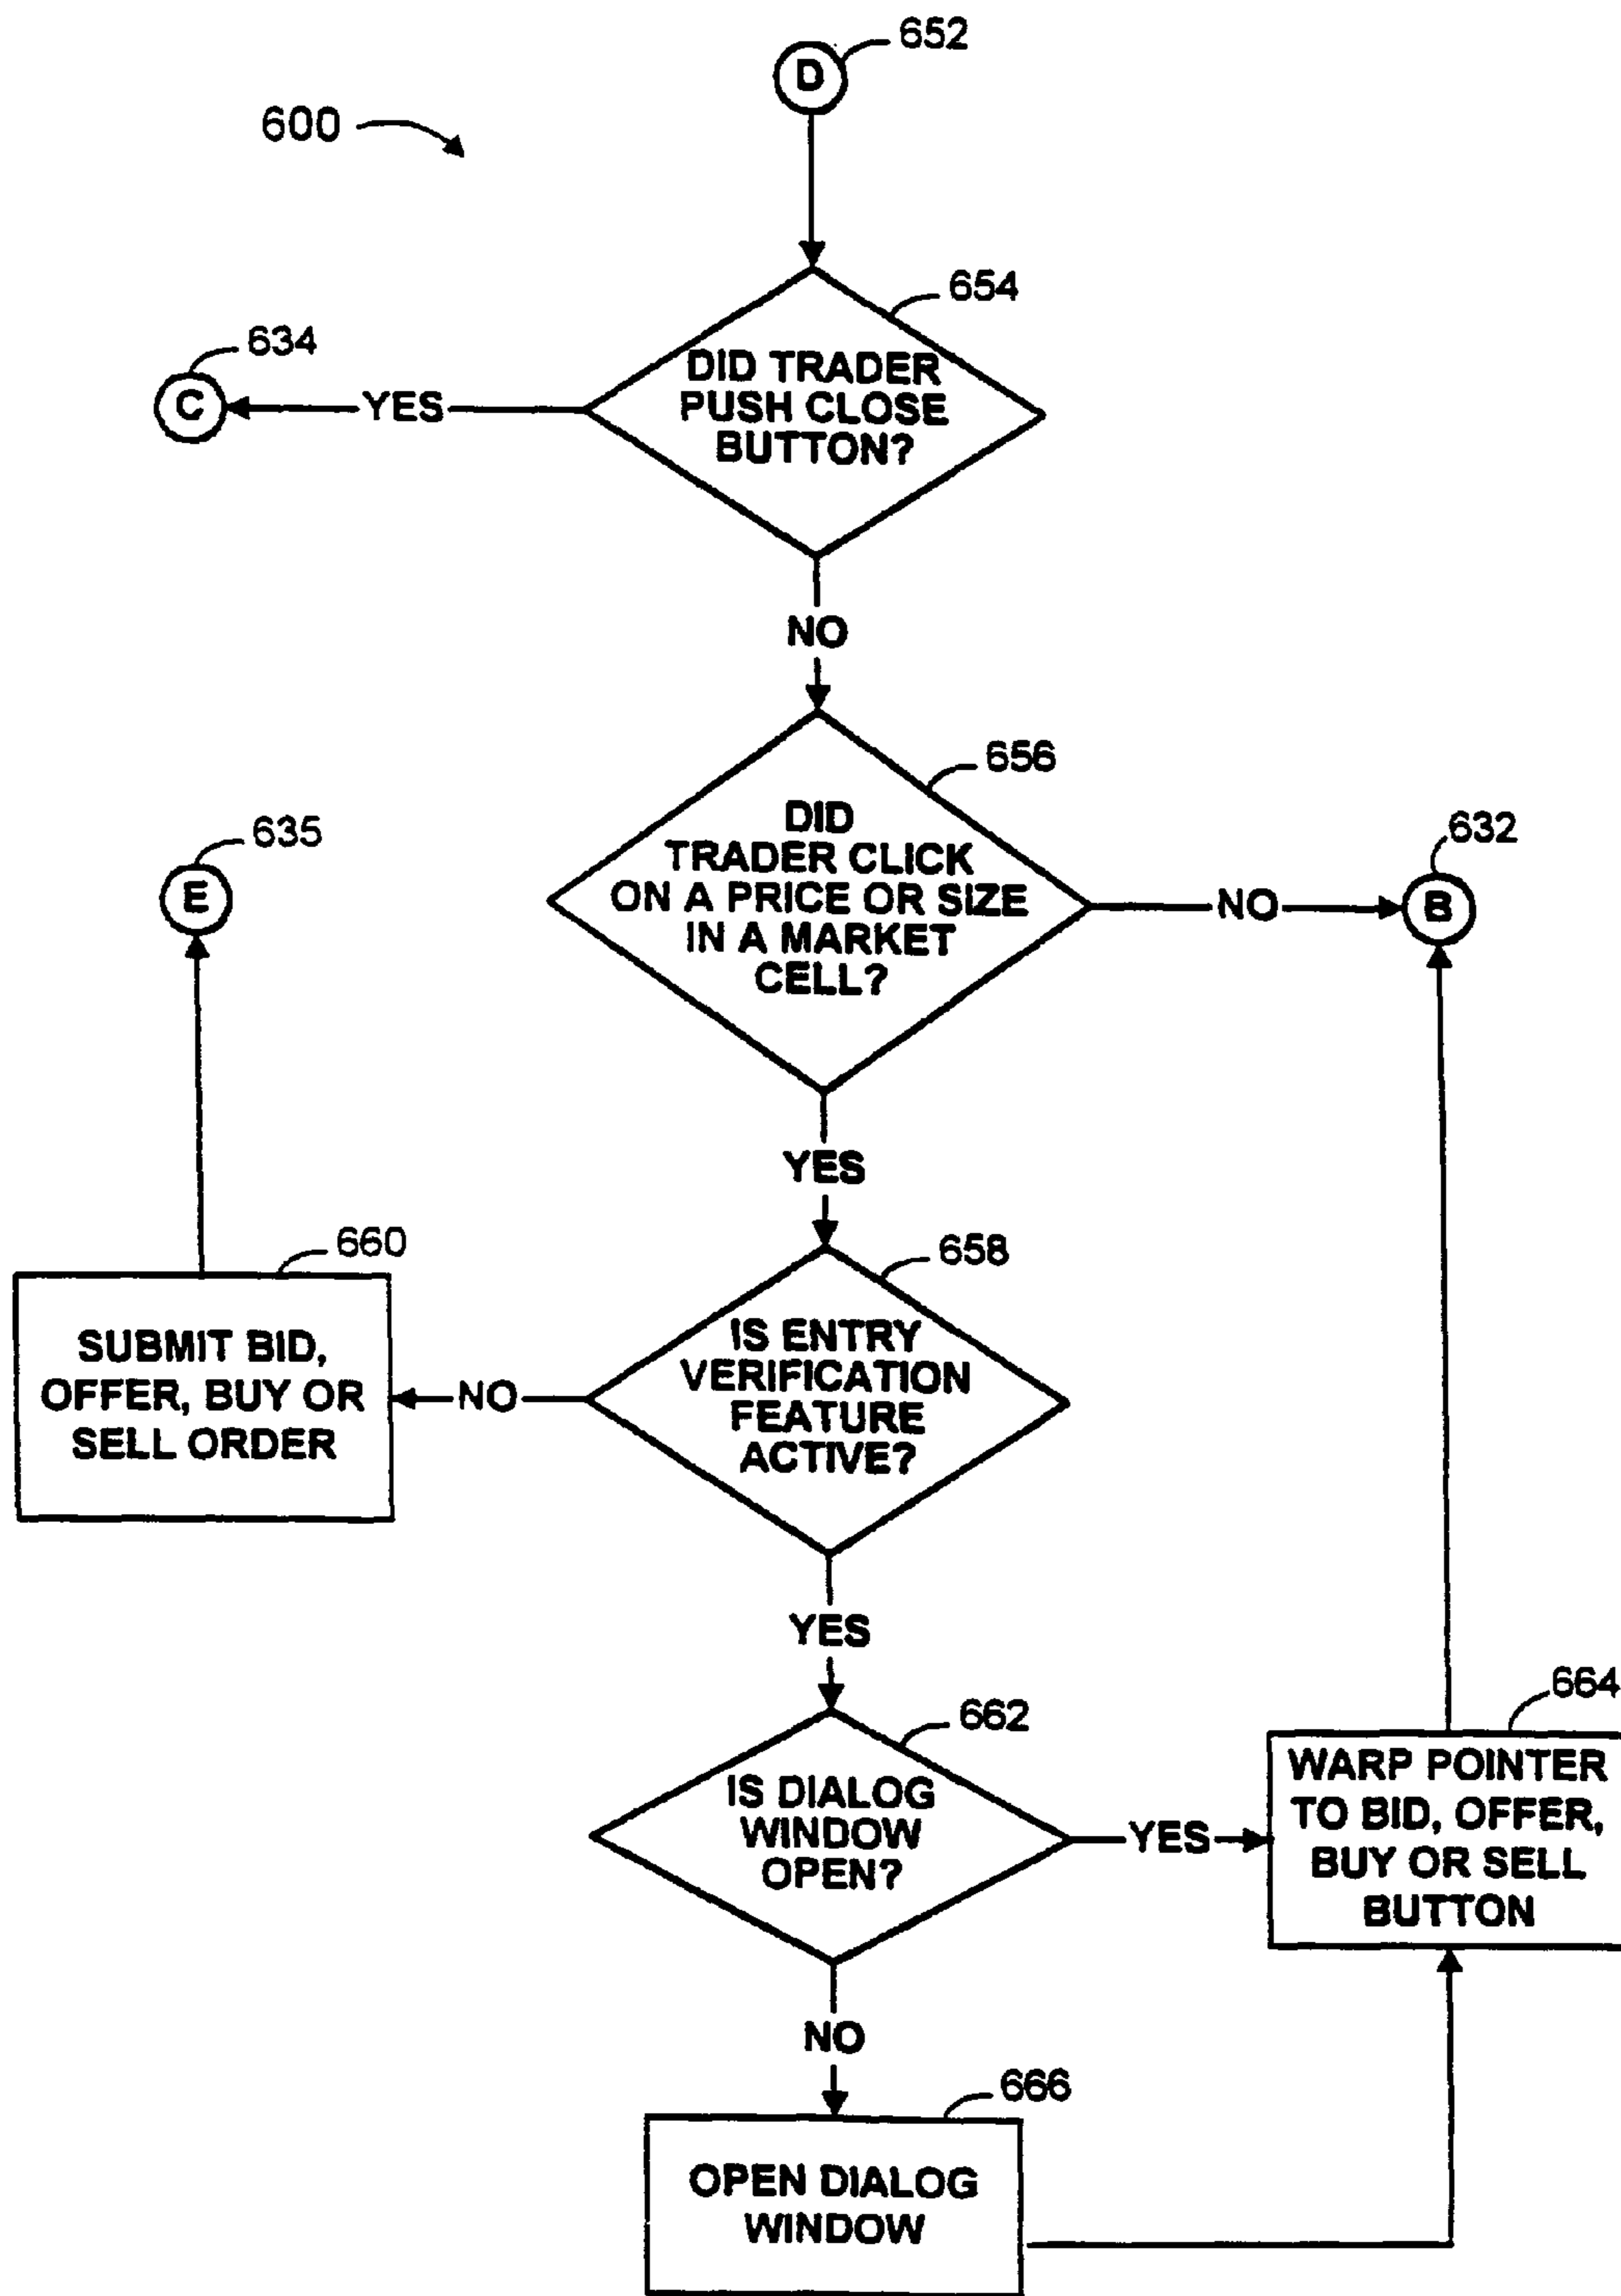 652
D
600
654
634
DID TRADER
PUSH CLOSE
BUTTON?
C
YES
NO
656
635
DID
TRADER CLICK
ON A PRICE OR SIZE
IN A MARKET
CELL?
632
E
NO
B
YES
660
658
SUBMIT BID,
OFFER, BUY OR
SELL ORDER
NO
IS ENTRY
VERIFICATION
FEATURE
ACTIVE?
YES
662
664
IS DIALOG
WINDOW
OPEN?
YES
WARP POINTER
TO BID, OFFER,
BUY OR SELL
BUTTON
NO
666
OPEN DIALOG
WINDOW